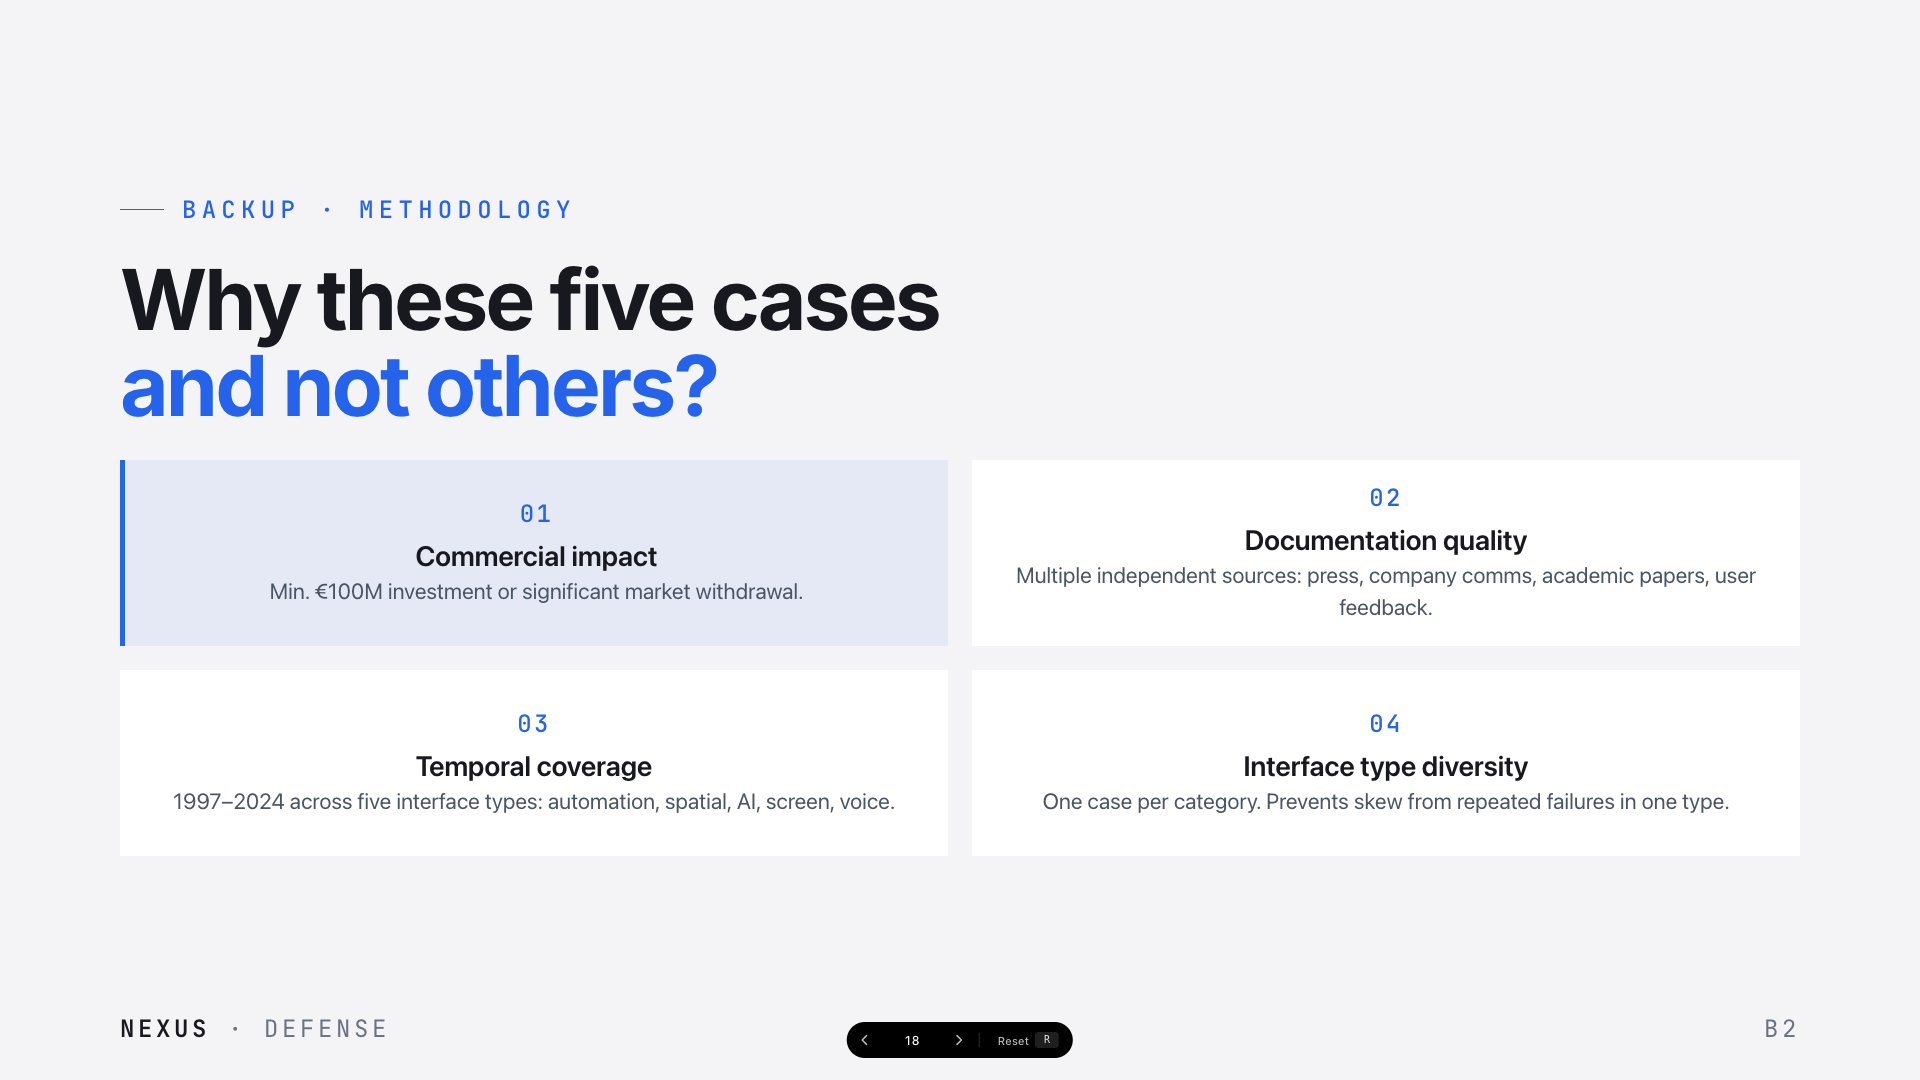 BACKUP · METHODOLOGY
Why these five cases
and not others?
01
Commercial impact
Min. €100M investment or significant market withdrawal.
02
Documentation quality
Multiple independent sources: press, company comms, academic papers, user
feedback.
03
Temporal coverage
1997–2024 across five interface types: automation, spatial, AI, screen, voice.
04
Interface type diversity
One case per category. Prevents skew from repeated failures in one type.
NEXUS · DEFENSE
18
Reset R
B2